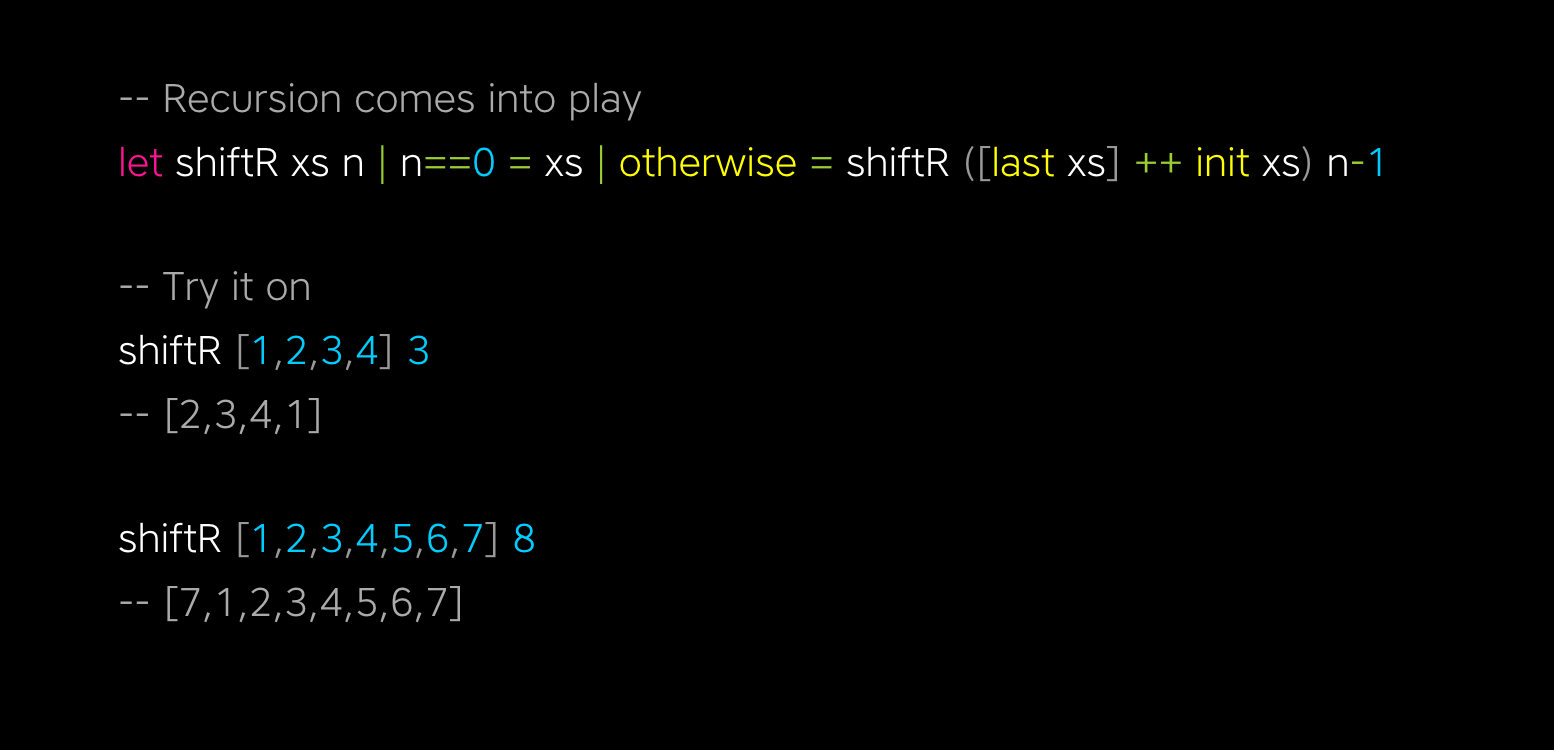 -- Recursion comes into play
let shiftR xs n | n==0 = xs | otherwise = shiftR ([last xs] ++ init xs) n-1
-- Try it on
shiftR [1,2,3,4] 3
-- [2,3,4,1]
shiftR [1,2,3,4,5,6,7] 8
-- [7,1,2,3,4,5,6,7]